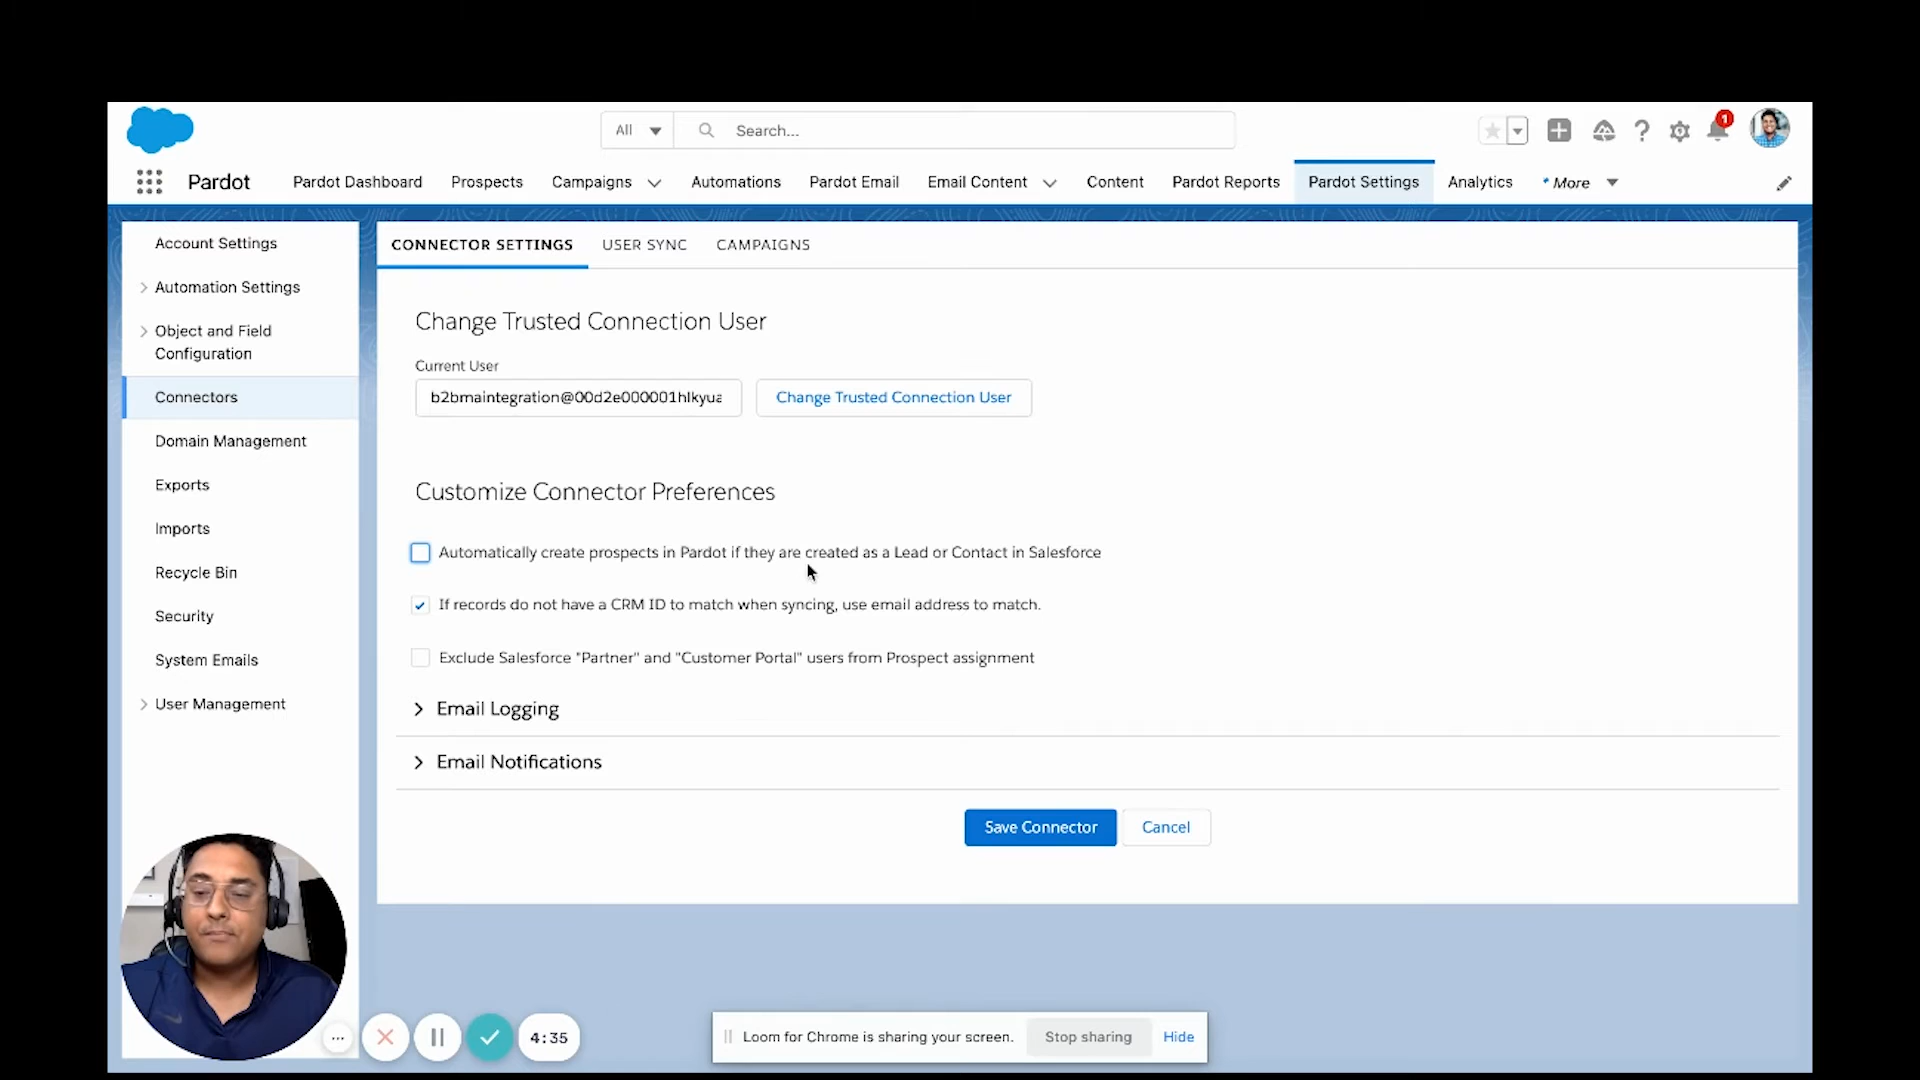 All
Search...
1
Pardot
Pardot Dashboard
Prospects
Campaigns
Automations
Pardot Email
Email Content
Content
Pardot Reports
Pardot Settings
Analytics
* More
Account Settings
Automation Settings
Object and Field
Configuration
Connectors
Domain Management
Exports
Imports
Recycle Bin
Security
System Emails
User Management
CONNECTOR SETTINGS
USER SYNC
CAMPAIGNS
Change Trusted Connection User
Current User
b2bmaintegration@00d2e000001hlkyua
Change Trusted Connection User
Customize Connector Preferences
Automatically create prospects in Pardot if they are created as a Lead or Contact in Salesforce
If records do not have a CRM ID to match when syncing, use email address to match.
Exclude Salesforce "Partner" and "Customer Portal" users from Prospect assignment
Email Logging
Email Notifications
Save Connector
Cancel
4:35
Loom for Chrome is sharing your screen.
Stop sharing
Hide